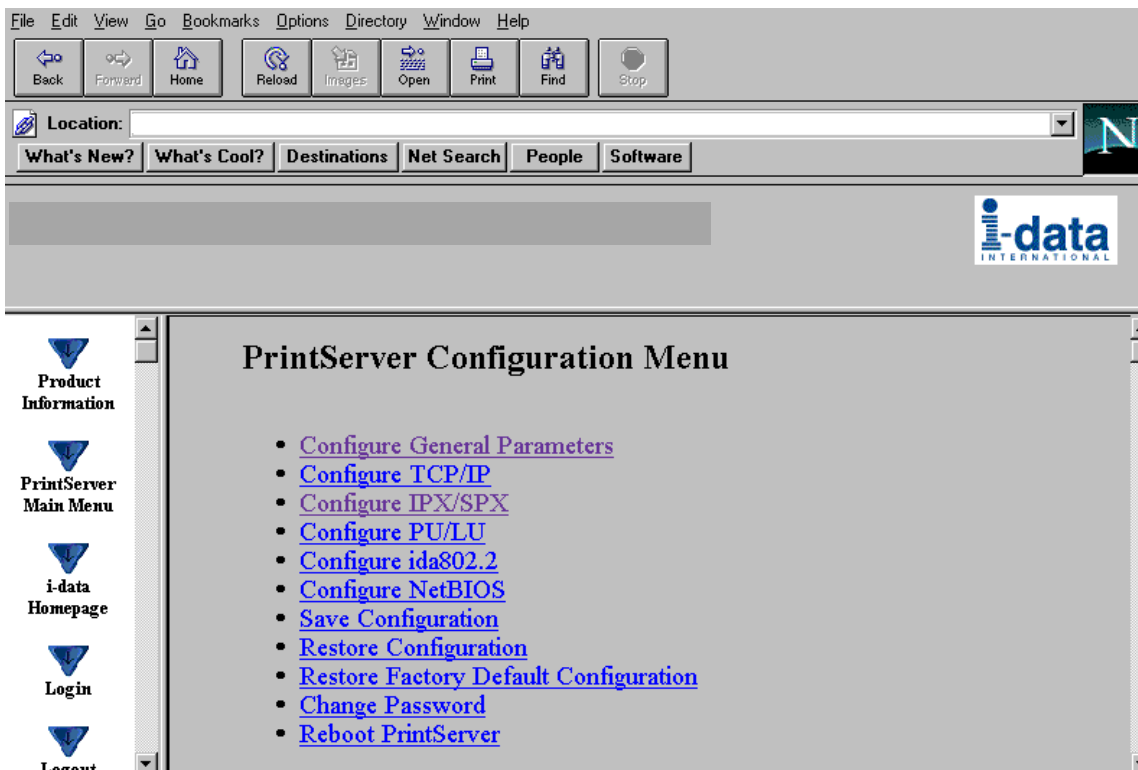 File Edit View Go Bookmarks Options Directory Window Help
Back Forward Home Reload Images Open Print Find Stop
Location:
N
What's New? What's Cool? Destinations Net Search People Software
i-data
INTERNATIONAL
Product
Information
PrintServer
Main Menu
i-data
Homepage
Login
Logout
PrintServer Configuration Menu
• Configure General Parameters
• Configure TCP/IP
• Configure IPX/SPX
• Configure PU/LU
• Configure ida802.2
• Configure NetBIOS
• Save Configuration
• Restore Configuration
• Restore Factory Default Configuration
• Change Password
• Reboot PrintServer